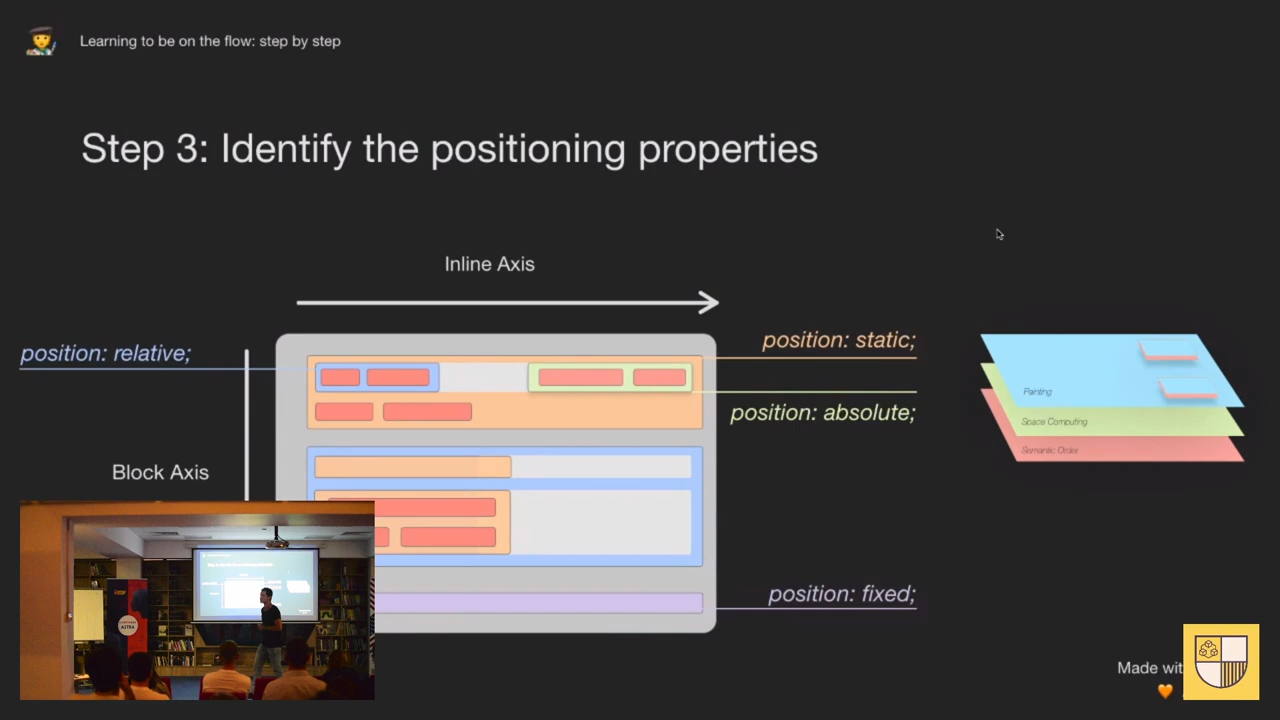 Learning to be on the flow: step by step
Step 3: Identify the positioning properties
Inline Axis
position: relative;
position: static;
position: absolute;
Painting
Space Computing
Semantic Order
Block Axis
position: fixed;
ASTRA
Made wit